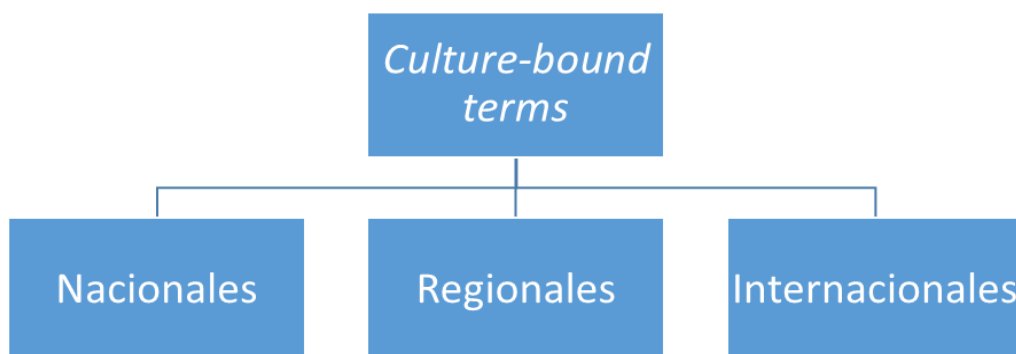 Culture-bound
terms
Nacionales
Regionales
Internacionales